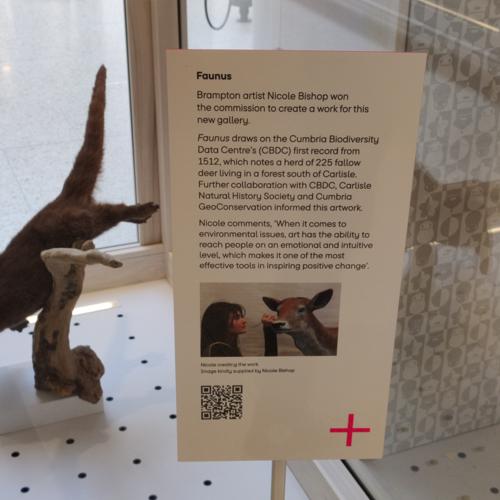 Faunus
Brampton artist Nicole Bishop won
the commission to create a work for this
new gallery.
Faunus draws on the Cumbria Biodiversity
Data Centre's (CBDC) first record from
1512, which notes a herd of 225 fallow
deer living in a forest south of Carlisle.
Further collaboration with CBDC, Carlisle
Natural History Society and Cumbria
GeoConservation informed this artwork.
Nicole comments, 'When it comes to
environmental issues, art has the ability to
reach people on an emotional and intuitive
level, which makes it one of the most
effective tools in inspiring positive change'.
Nicole creating the work
Image kindly supplied by Nicole Bishop